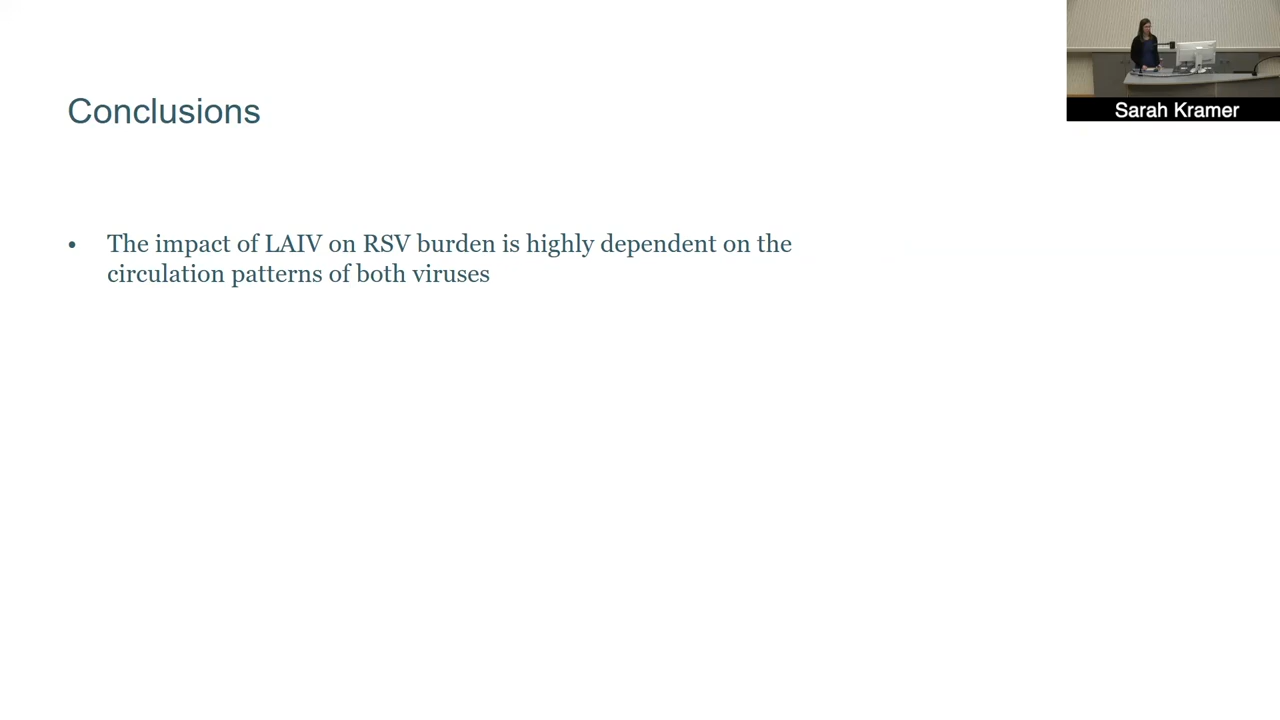 Sarah Kramer
Conclusions
• The impact of LAIV on RSV burden is highly dependent on the
circulation patterns of both viruses